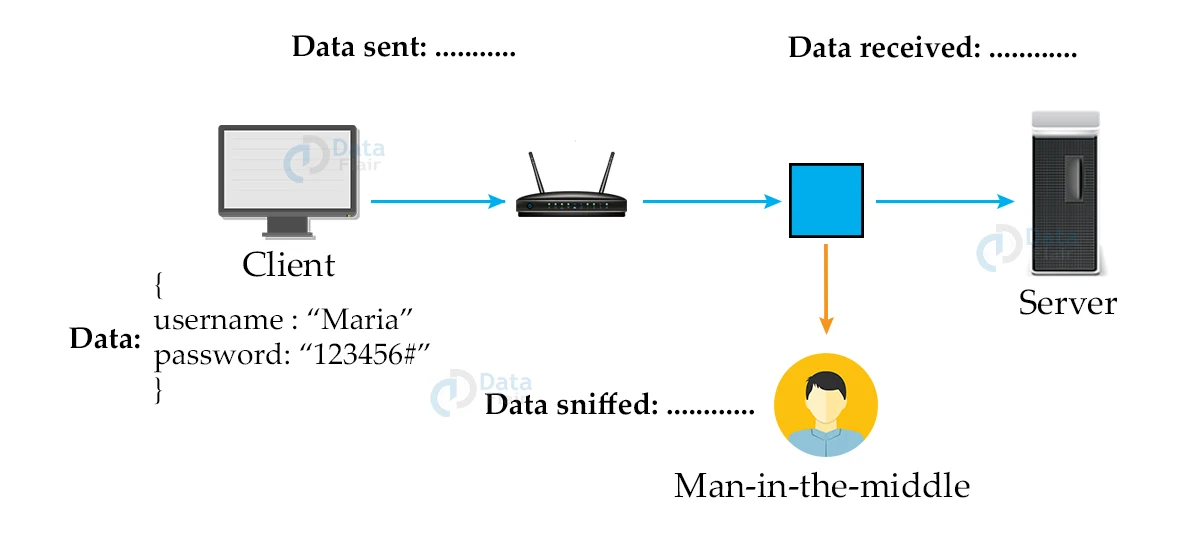 Data sent: ...........
Data received: ............
Data Flair
Client
Data Flair
Server
Data:
{
username : “Maria”
password: “123456#”
}
Data Flair
Data sniffed: ............
Man-in-the-middle